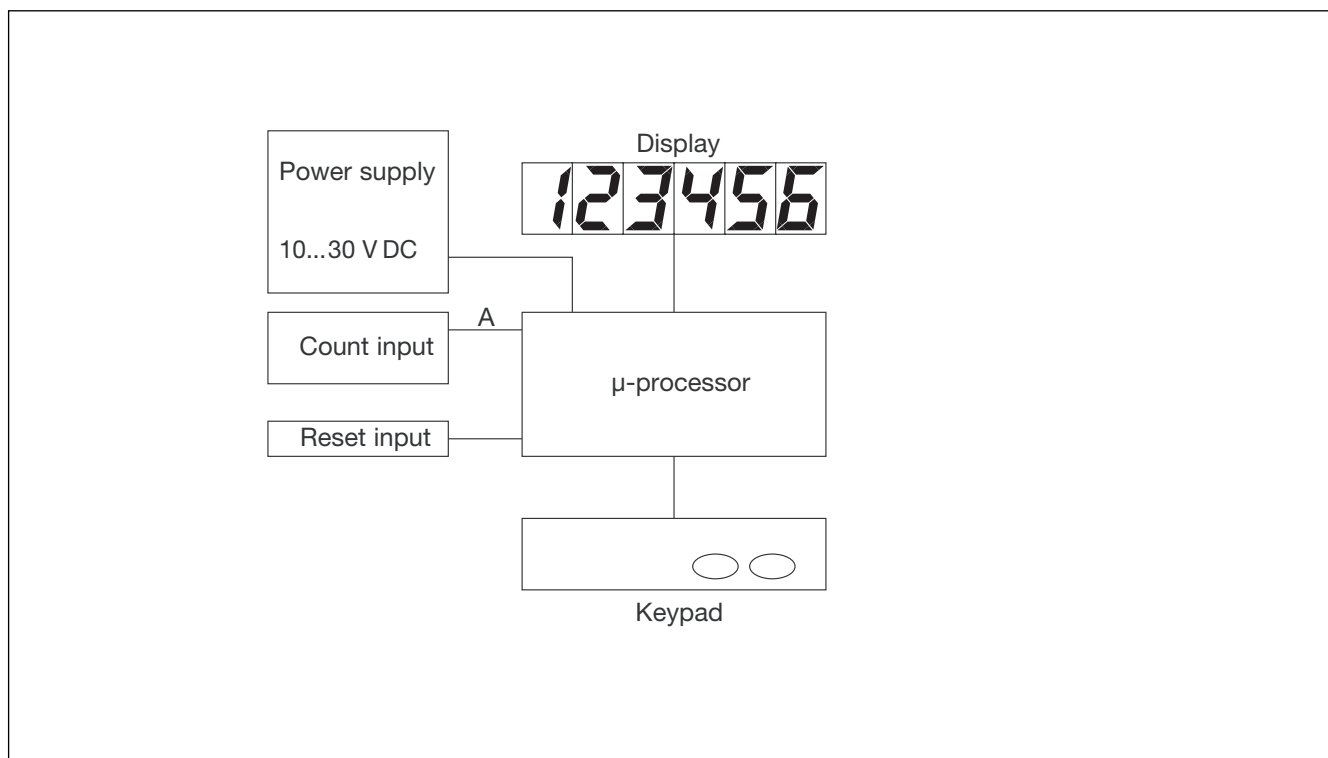 Power supply
10...30 V DC
Display
123456
A
Count input
µ-processor
Reset input
Keypad